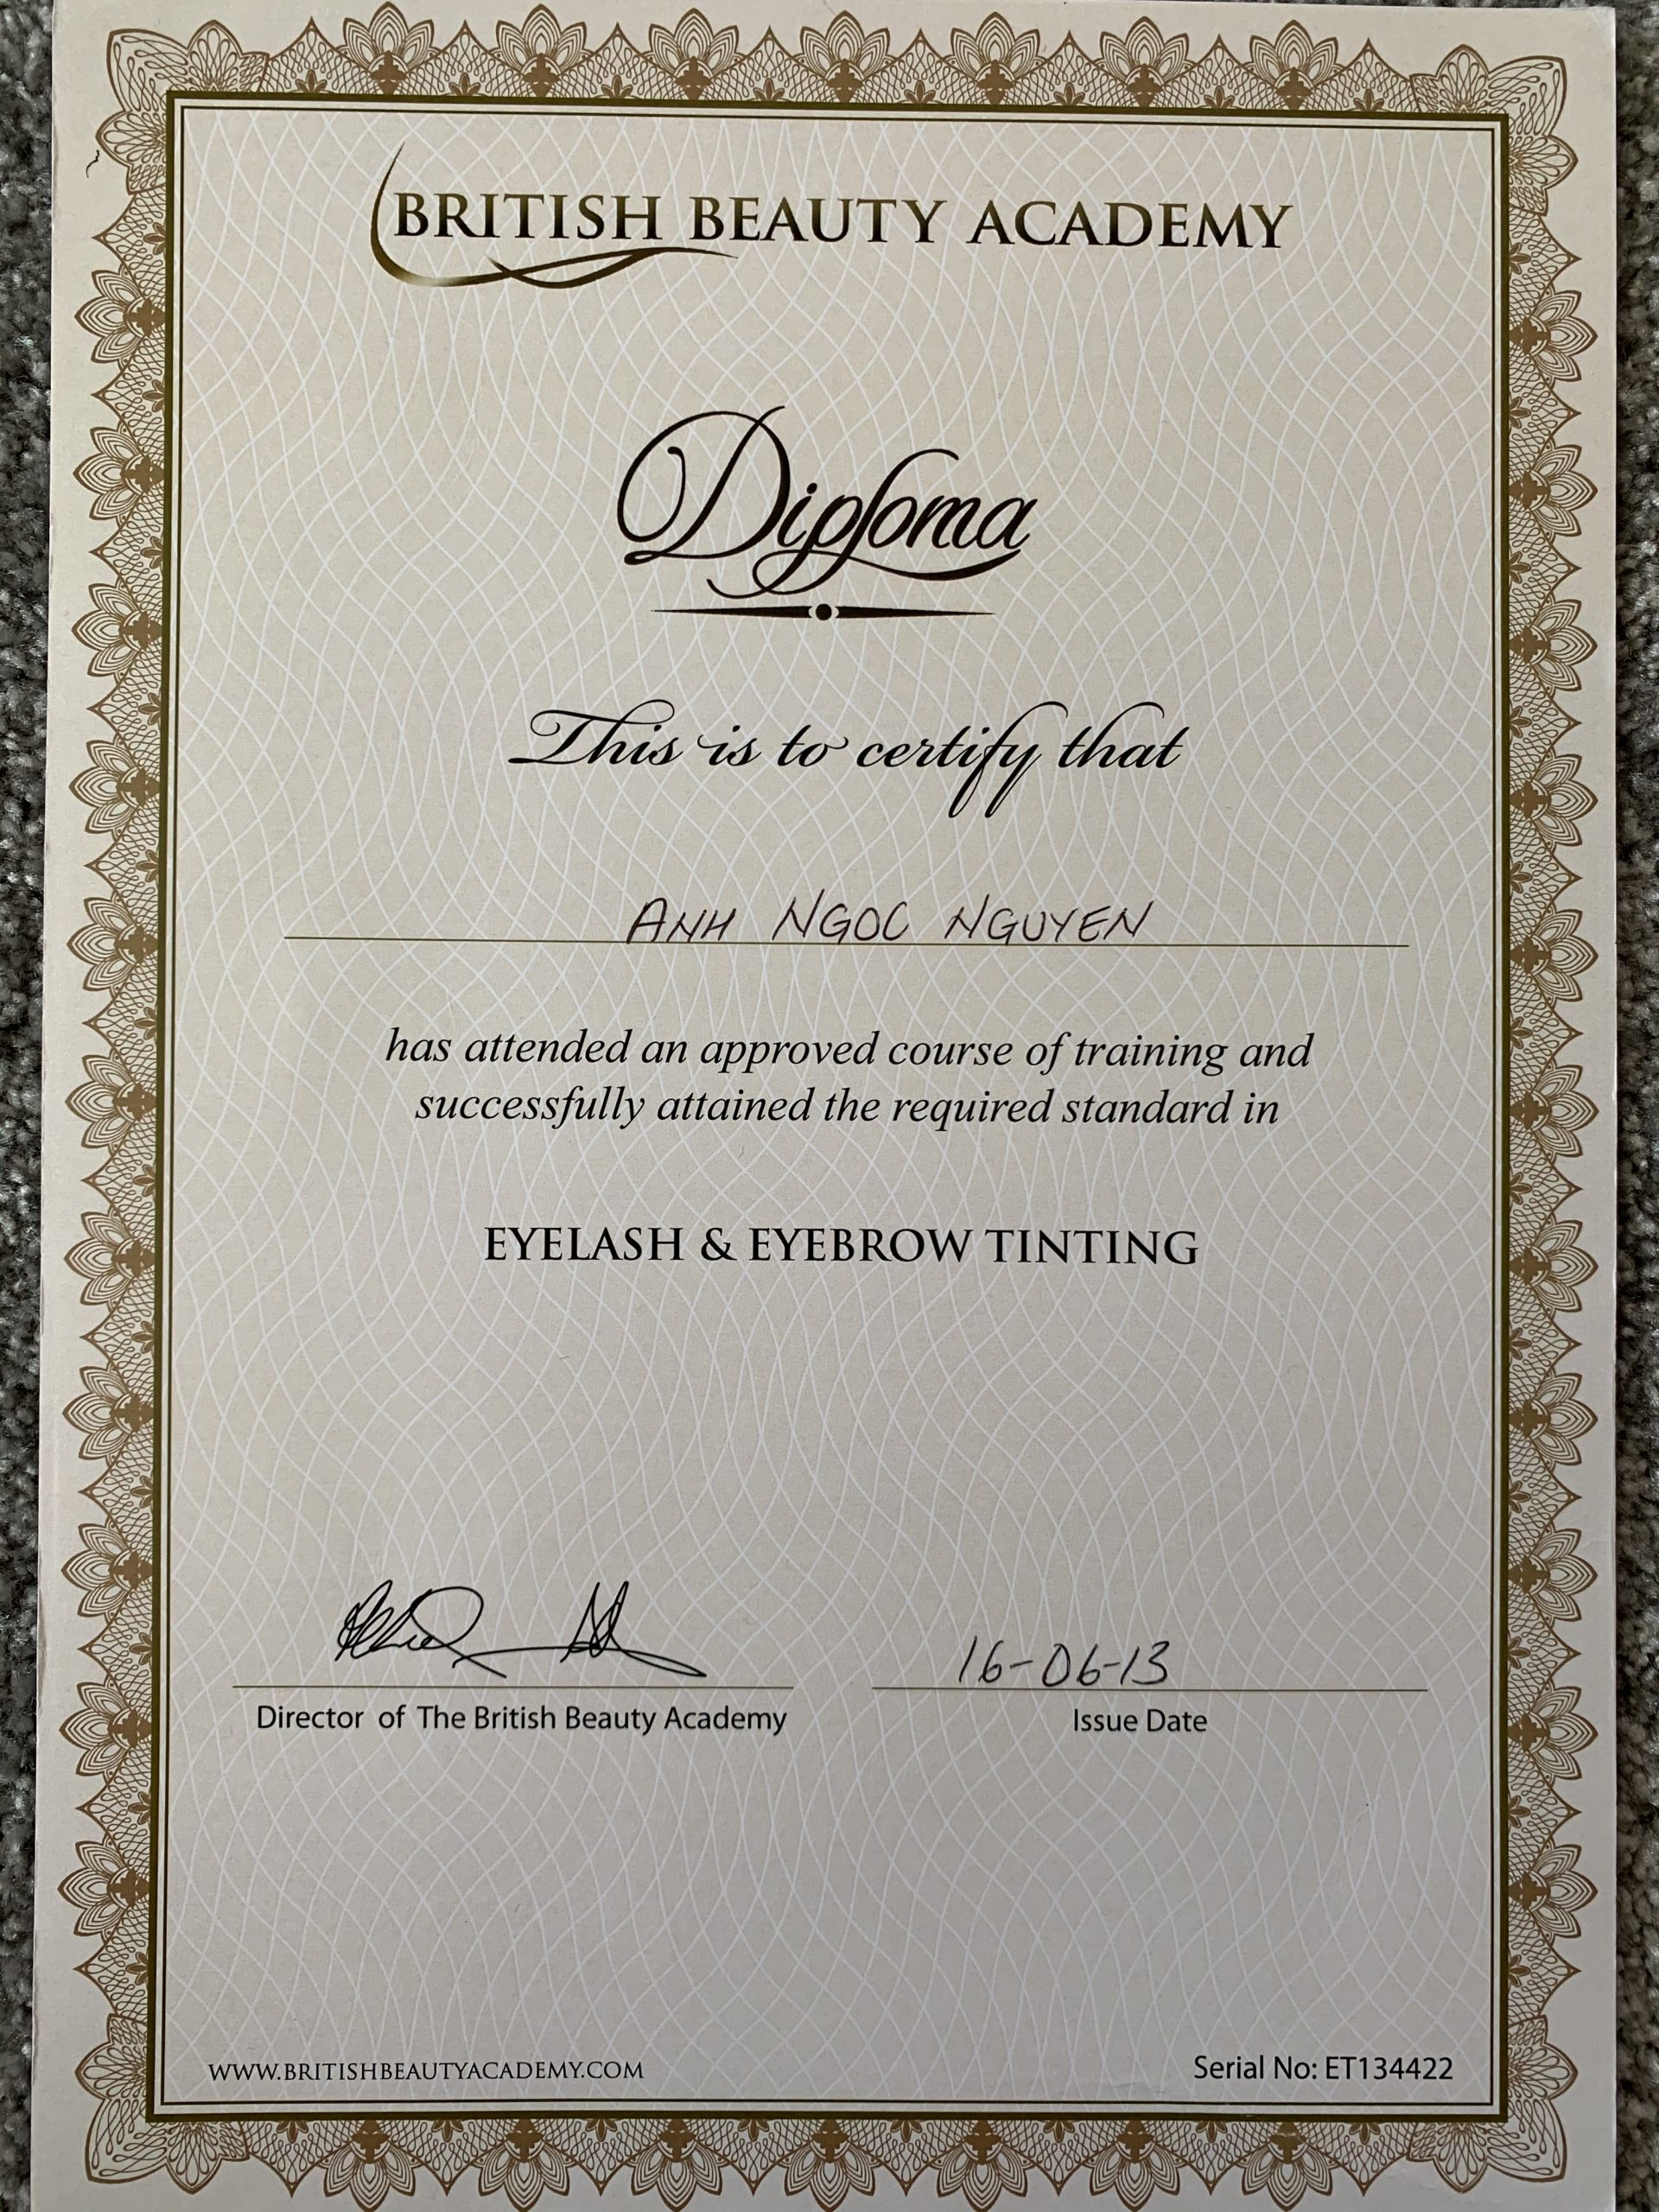 BRITISH BEAUTY ACADEMY
Diploma
This is to certify that
ANH NGOC NGUYEN
has attended an approved course of training and
successfully attained the required standard in
EYELASH & EYEBROW TINTING
16-06-13
Director of The British Beauty Academy
Issue Date
WWW.BRITISHBEAUTYACADEMY.COM
Serial No: ET134422